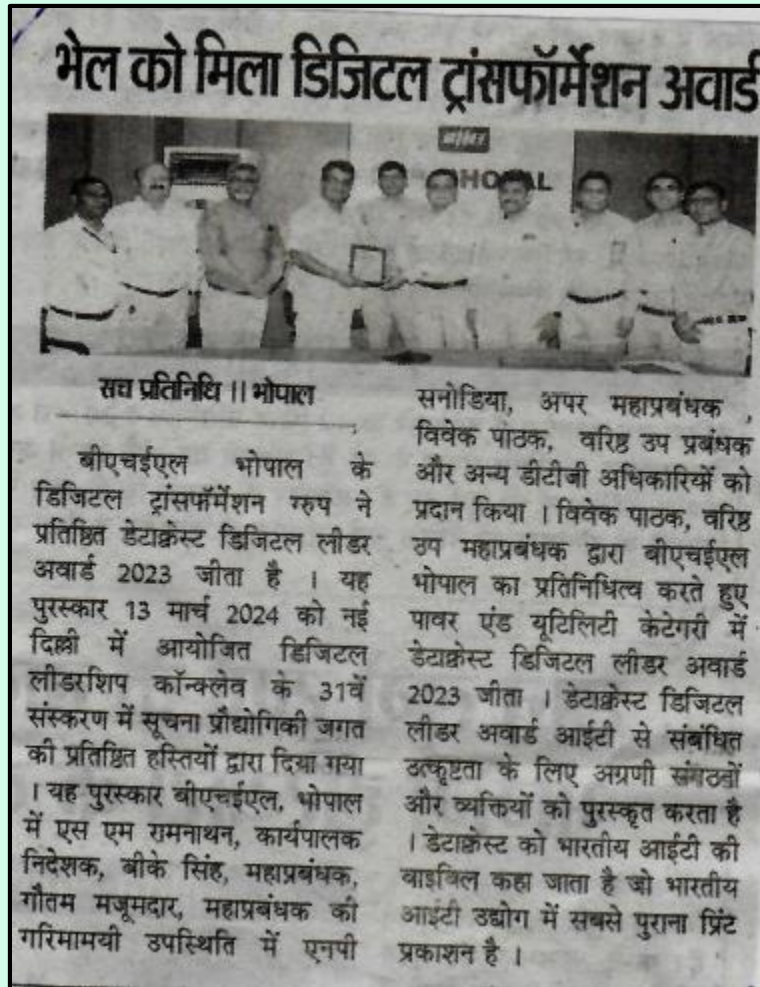 भेल को मिला डिजिटल ट्रांसफॉर्मेशन अवार्ड
HOPAL
सच प्रतिनिधि || भोपाल
बीएचईएल भोपाल के
डिजिटल ट्रांसफॉर्मेशन ग्रुप ने
प्रतिष्ठित डेटाक्वेस्ट डिजिटल लीडर
अवार्ड 2023 जीता है । यह
पुरस्कार 13 मार्च 2024 को नई
दिल्ली में आयोजित डिजिटल
लीडरशिप कॉन्क्लेव के 31वें
संस्करण में सूचना प्रौद्योगिकी जगत
की प्रतिष्ठित हस्तियों द्वारा दिया गया
। यह पुरस्कार बीएचईएल, भोपाल
में एस एम रामनाथन, कार्यपालक
निदेशक, बीके सिंह, महाप्रबंधक,
गौतम मजूमदार, महाप्रबंधक की
गरिमामयी उपस्थिति में एनपी
सनोडिया, अपर महाप्रबंधक ,
विवेक पाठक, वरिष्ठ उप प्रबंधक
और अन्य डीटीजी अधिकारियों को
प्रदान किया । विवेक पाठक, वरिष्ठ
उप महाप्रबंधक द्वारा बीएचईएल
भोपाल का प्रतिनिधित्व करते हुए
पावर एंड यूटिलिटी केटेगरी में
डेटाक्वेस्ट डिजिटल लीडर अवार्ड
2023 जीता । डेटाक्वेस्ट डिजिटल
लीडर अवार्ड आईटी से संबंधित
उत्कृष्टता के लिए अग्रणी संगठनों
और व्यक्तियों को पुरस्कृत करता है
। डेटाक्वेस्ट को भारतीय आईटी की
बाइबिल कहा जाता है जो भारतीय
आईटी उद्योग में सबसे पुराना प्रिंट
प्रकाशन है ।